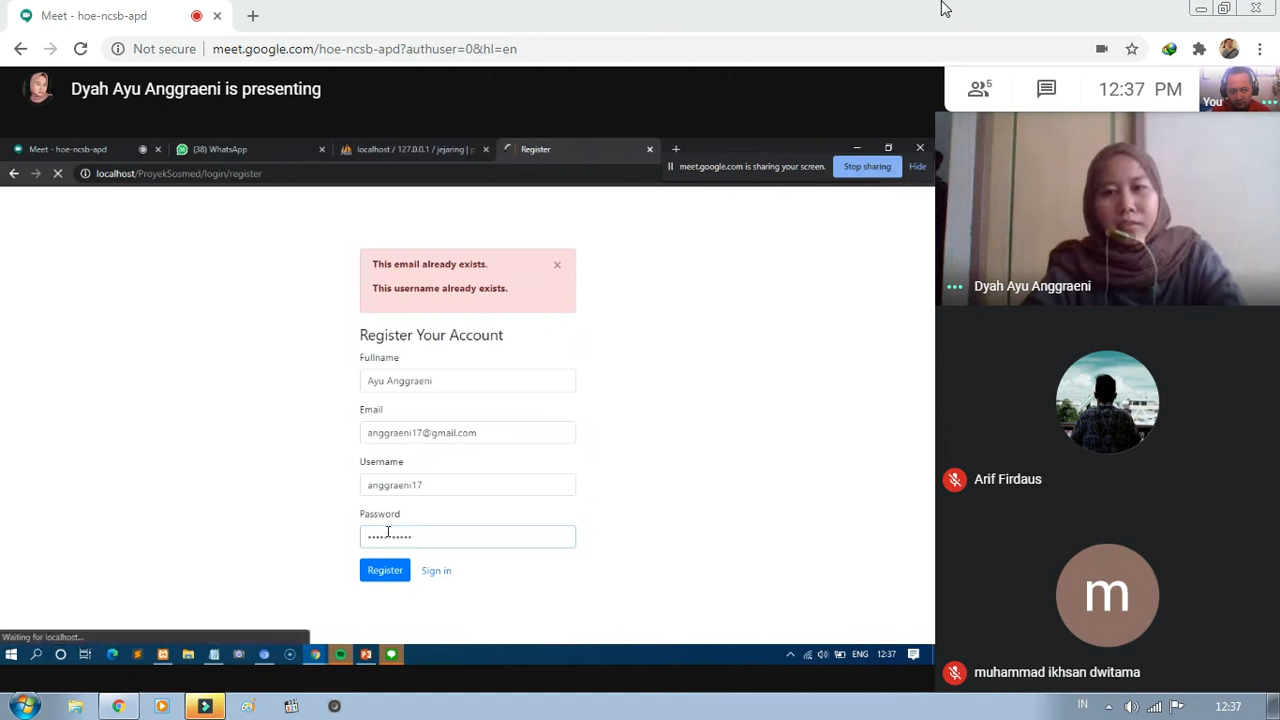 Meet - hoe-ncsb-apd
Not secure
meet.google.com/hoe-ncsb-apd?authuser=0&hl=en
Dyah Ayu Anggraeni is presenting
5
12:37 PM
You
Meet - hoe-ncsb-apd
(38) WhatsApp
localhost / 127.0.0.1 / jejaring | p
Register
localhost/ProyekSosmed/login/register
meet.google.com is sharing your screen.
Stop sharing
Hide
This email already exists.
This username already exists.
Register Your Account
Fullname
Ayu Anggraeni
Email
anggraeni17@gmail.com
Username
anggraeni17
Password
Register
Sign in
Waiting for localhost...
ENG
12:37
Dyah Ayu Anggraeni
Arif Firdaus
m
muhammad ikhsan dwitama
IN
12:37